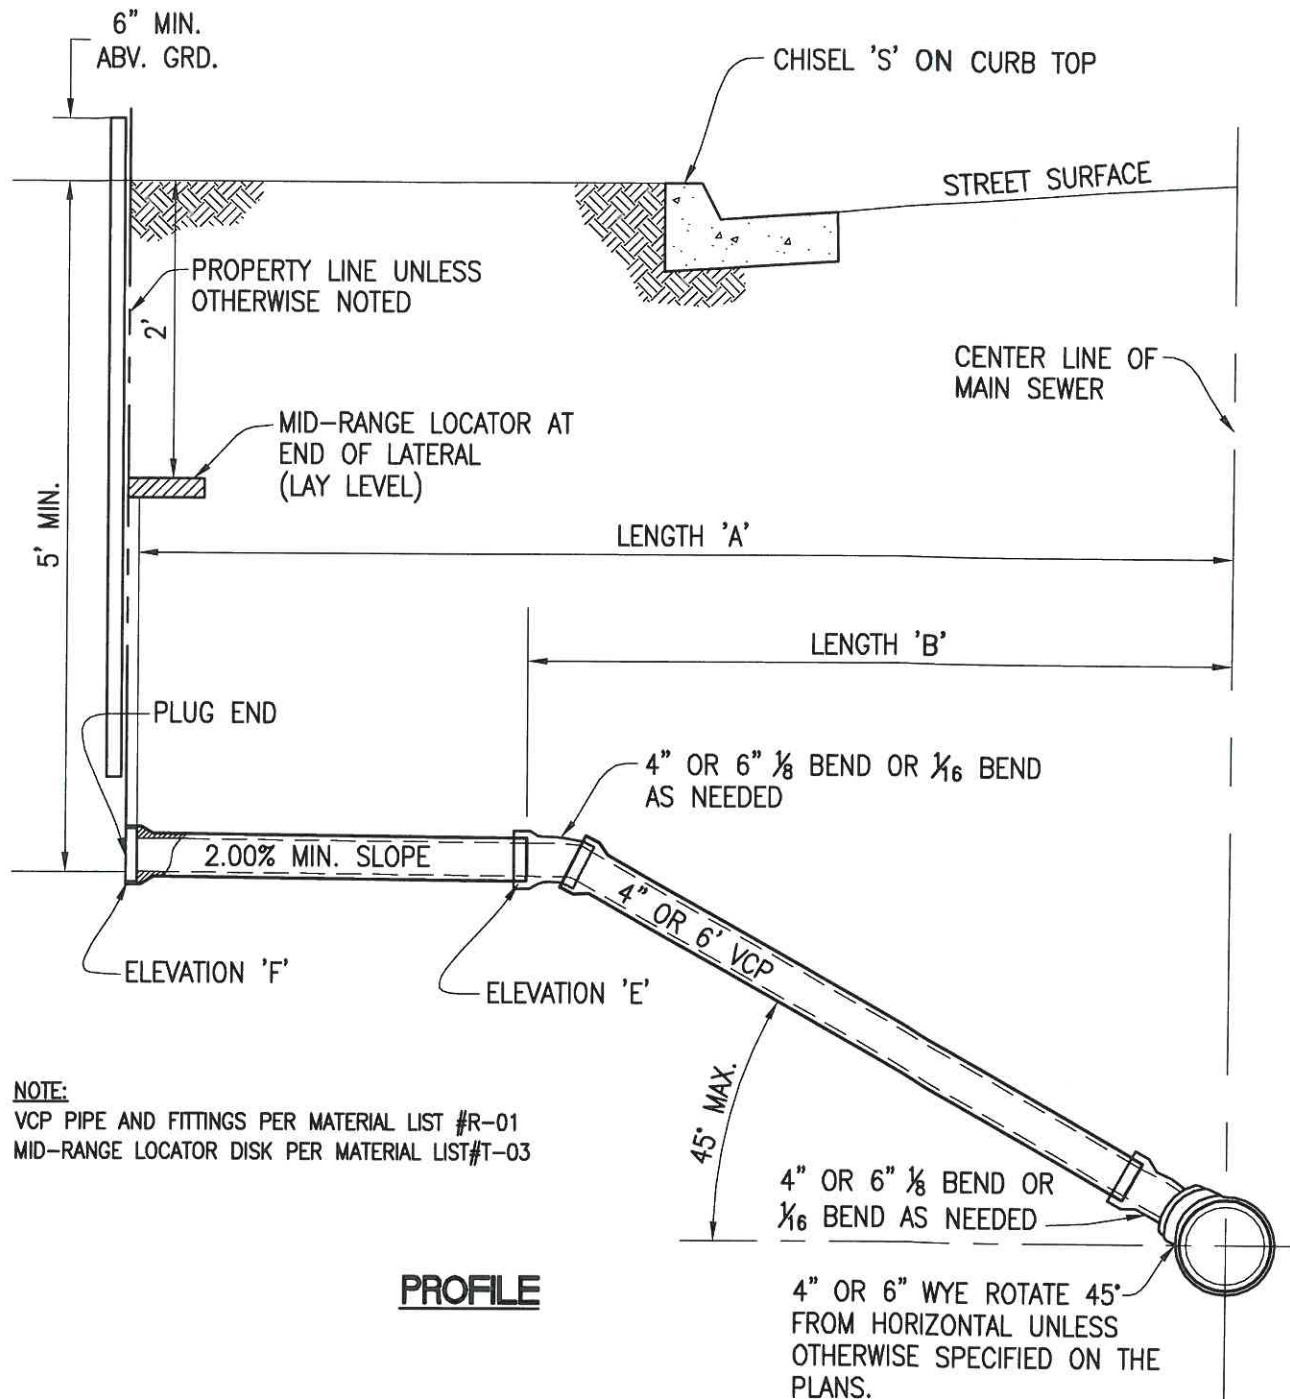 6" MIN.
ABV. GRD.
CHISEL 'S' ON CURB TOP
STREET SURFACE
PROPERTY LINE UNLESS
OTHERWISE NOTED
2'
CENTER LINE OF
MAIN SEWER
MID-RANGE LOCATOR AT
END OF LATERAL
(LAY LEVEL)
5' MIN.
LENGTH 'A'
LENGTH 'B'
PLUG END
4" OR 6" 1/8 BEND OR 1/16 BEND
AS NEEDED
2.00% MIN. SLOPE
4" OR 6' VCP
ELEVATION 'F'
ELEVATION 'E'
45° MAX.
NOTE:
VCP PIPE AND FITTINGS PER MATERIAL LIST #R-01
MID-RANGE LOCATOR DISK PER MATERIAL LIST#T-03
4" OR 6" 1/8 BEND OR
1/16 BEND AS NEEDED
PROFILE
4" OR 6" WYE ROTATE 45°
FROM HORIZONTAL UNLESS
OTHERWISE SPECIFIED ON THE
PLANS.